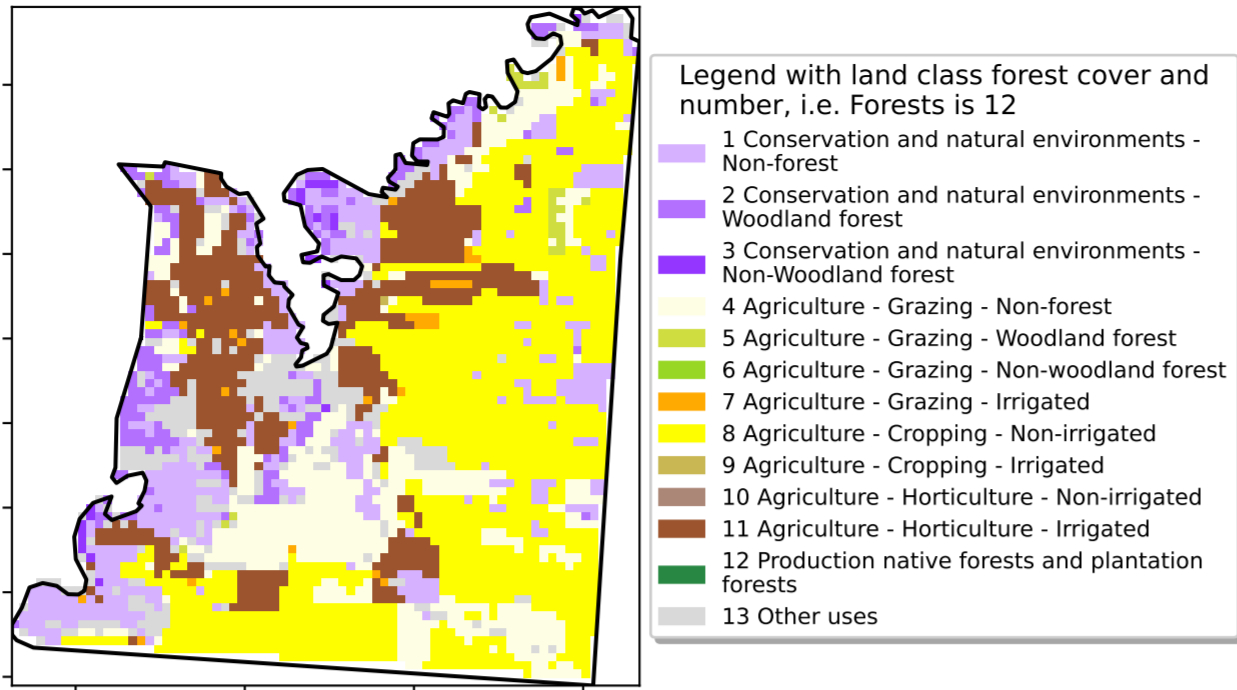 Legend with land class forest cover and
number, i.e. Forests is 12
1 Conservation and natural environments -
Non-forest
2 Conservation and natural environments -
Woodland forest
3 Conservation and natural environments -
Non-Woodland forest
4 Agriculture - Grazing - Non-forest
5 Agriculture - Grazing - Woodland forest
6 Agriculture - Grazing - Non-woodland forest
7 Agriculture - Grazing - Irrigated
8 Agriculture - Cropping - Non-irrigated
9 Agriculture - Cropping - Irrigated
10 Agriculture - Horticulture - Non-irrigated
11 Agriculture - Horticulture - Irrigated
12 Production native forests and plantation
forests
13 Other uses